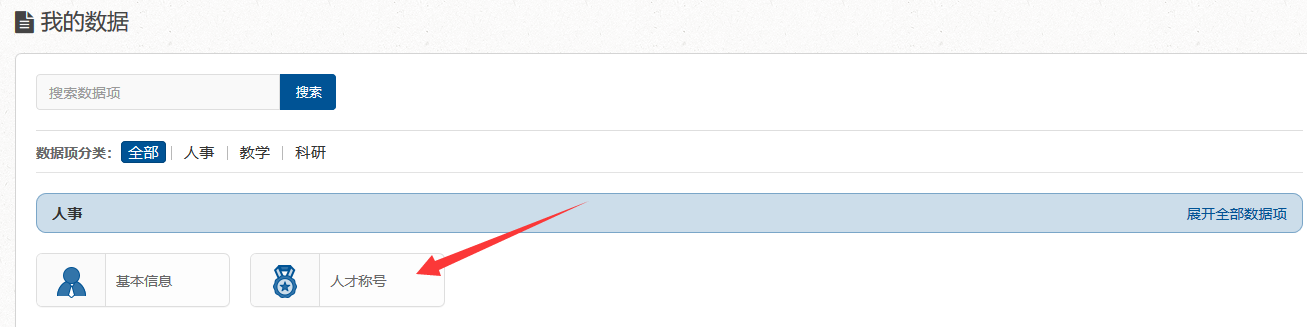 我的数据
搜索数据项 搜索
数据项分类: 全部 | 人事 | 教学 | 科研
人事 展开全部数据项
基本信息 人才称号